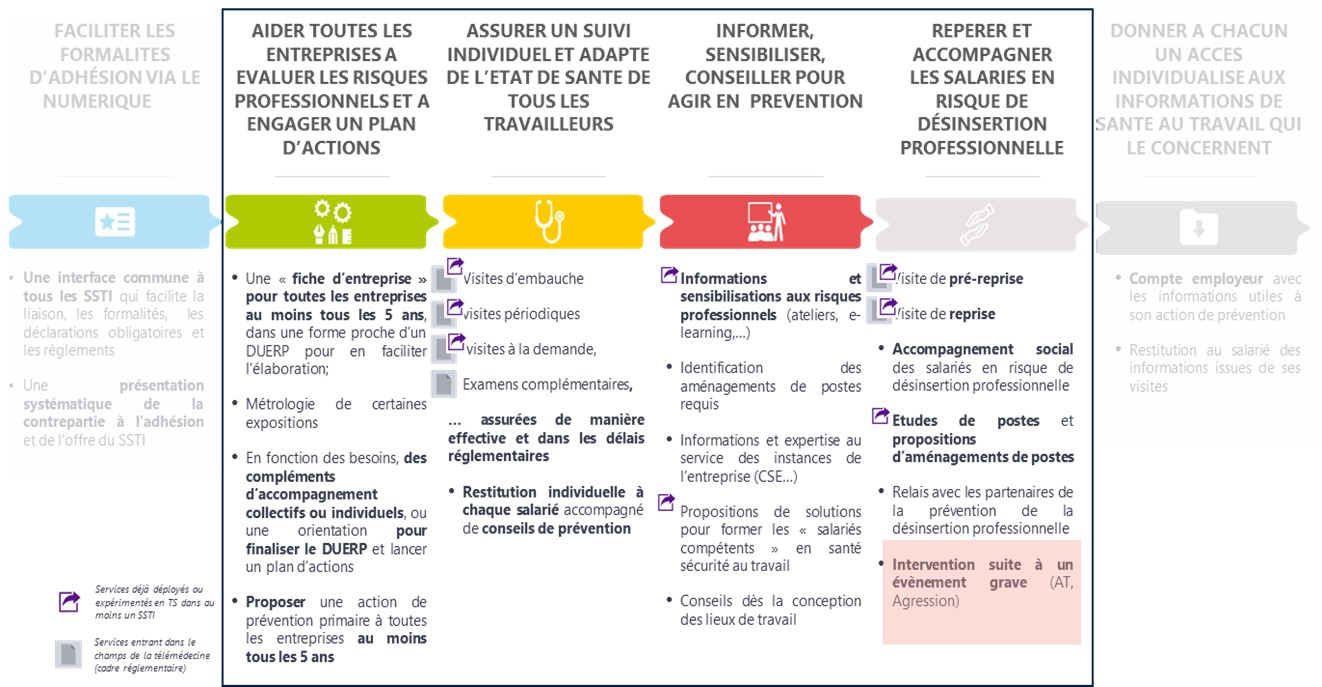 FACILITER LES
FORMALITES
D'ADHÉSION VIA LE
NUMERIQUE
• Une interface commune à
tous les SSTI qui facilite la
liaison, les formalités, les
déclarations obligatoires et
les règlements
• Une présentation
systématique de la
contrepartie à l'adhésion
et de l'offre du SSTI
Services déjà déployés ou
expérimentés en TS dans au
moins un SSTI
Services entrant dans le
champs de la télémédecine
(cadre réglementaire)
AIDER TOUTES LES
ENTREPRISES A
EVALUER LES RISQUES
PROFESSIONNELS ET A
ENGAGER UN PLAN
D'ACTIONS
• Une « fiche d'entreprise »
pour toutes les entreprises
au moins tous les 5 ans,
dans une forme proche d'un
DUERP pour en faciliter
l'élaboration;
• Métrologie de certaines
expositions
• En fonction des besoins, des
compléments
d'accompagnement
collectifs ou individuels, ou
une orientation pour
finaliser le DUERP et lancer
un plan d'actions
• Proposer une action de
prévention primaire à toutes
les entreprises au moins
tous les 5 ans
ASSURER UN SUIVI
INDIVIDUEL ET ADAPTE
DE L'ETAT DE SANTE DE
TOUS LES
TRAVAILLEURS
Visites d'embauche
visites périodiques
visites à la demande,
Examens complémentaires,
... assurées de manière
effective et dans les délais
réglementaires
• Restitution individuelle à
chaque salarié accompagné
de conseils de prévention
INFORMER,
SENSIBILISER,
CONSEILLER POUR
AGIR EN PREVENTION
Informations et
sensibilisations aux risques
professionnels (ateliers, e-
learning,...)
• Identification des
aménagements de postes
requis
• Informations et expertise au
service des instances de
l'entreprise (CSE...)
Propositions de solutions
pour former les « salariés
compétents » en santé
sécurité au travail
• Conseils dès la conception
des lieux de travail
REPERER ET
ACCOMPAGNER
LES SALARIES EN
RISQUE DE
DÉSINSERTION
PROFESSIONNELLE
Visite de pré-reprise
Visite de reprise
• Accompagnement social
des salariés en risque de
désinsertion professionnelle
Etudes de postes et
propositions
d'aménagements de postes
• Relais avec les partenaires de
la prévention de la
désinsertion professionnelle
• Intervention suite à un
évènement grave (AT,
Agression)
DONNER A CHACUN
UN ACCES
INDIVIDUALISE AUX
INFORMATIONS DE
SANTE AU TRAVAIL QUI
LE CONCERNENT
• Compte employeur avec
les informations utiles à
son action de prévention
• Restitution au salarié des
informations issues de ses
visites